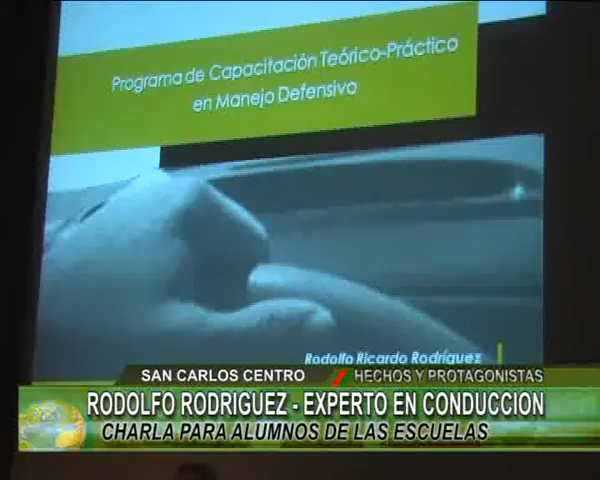 Programa de Capacitación Teórico-Práctico
en Manejo Defensivo
Rodolfo Ricardo Rodríguez
SAN CARLOS CENTRO
HECHOS Y PROTAGONISTAS
RODOLFO RODRIGUEZ - EXPERTO EN CONDUCCION
CHARLA PARA ALUMNOS DE LAS ESCUELAS